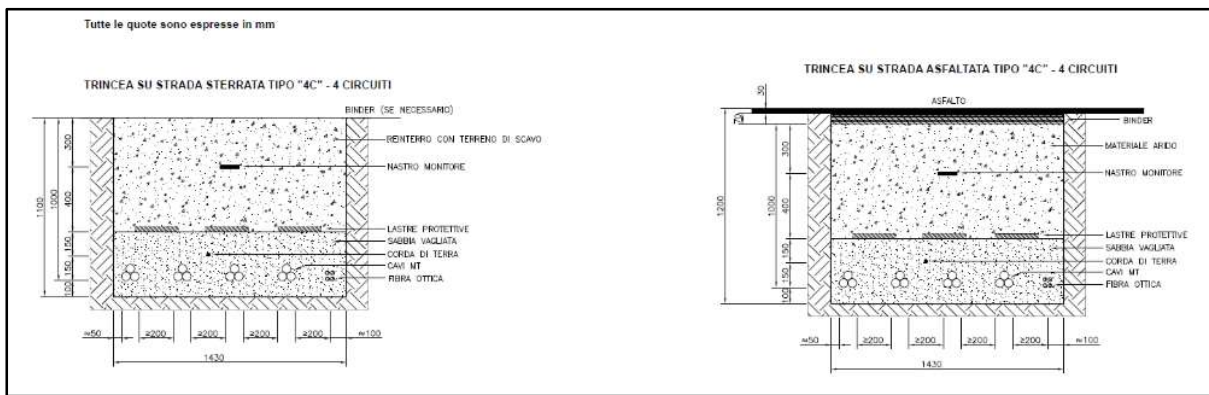 Tutte le quote sono espresse in mm
TRINCEA SU STRADA STERRATA TIPO "4C" - 4 CIRCUITI
BINDER (SE NECESSARIO)
REINTERRO CON TERRENO DI SCAVO
NASTRO MONITORE
LASTRE PROTETTIVE
SABBIA VAGLIATA
CORDA DI TERRA
CAVI MT
FIBRA OTTICA
1100
1000
300
400
150
150
100
≈50
≥200
≥200
≥200
≥200
≈100
1430
TRINCEA SU STRADA ASFALTATA TIPO "4C" - 4 CIRCUITI
30
ASFALTO
70
BINDER
MATERIALE ARIDO
NASTRO MONITORE
LASTRE PROTETTIVE
SABBIA VAGLIATA
CORDA DI TERRA
CAVI MT
FIBRA OTTICA
1200
1000
300
400
150
150
100
≈50
≥200
≥200
≥200
≥200
≈100
1430